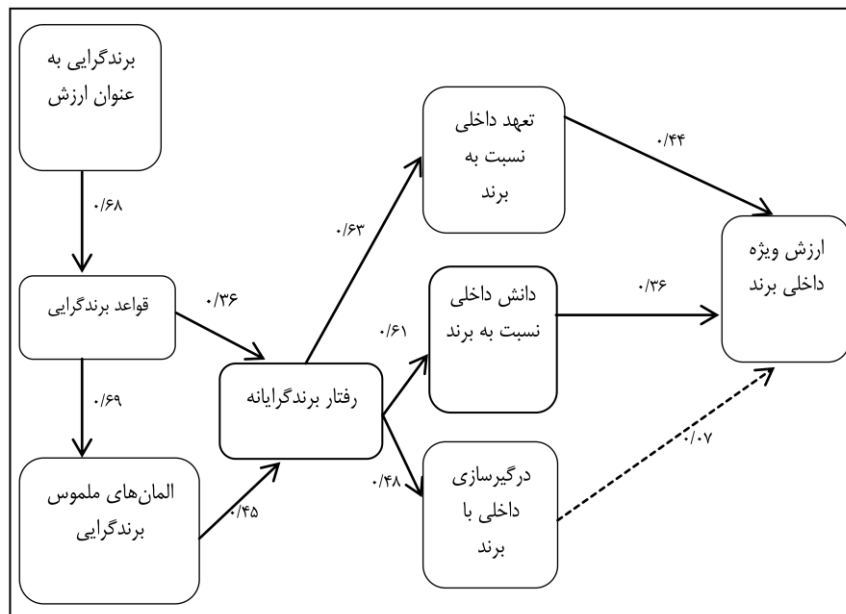 برندگرایی به
عنوان ارزش
۰/۶۸
قواعد برندگرایی
۰/۶۹
المان‌های ملموس
برندگرایی
۰/۳۶
۰/۴۵
رفتار برندگرایانه
۰/۶۳
۰/۶۱
۰/۴۸
تعهد داخلی
نسبت به
برند
دانش داخلی
نسبت به برند
درگیرسازی
داخلی با
برند
۰/۴۴
۰/۳۶
۰/۰۷
ارزش ویژه
داخلی برند